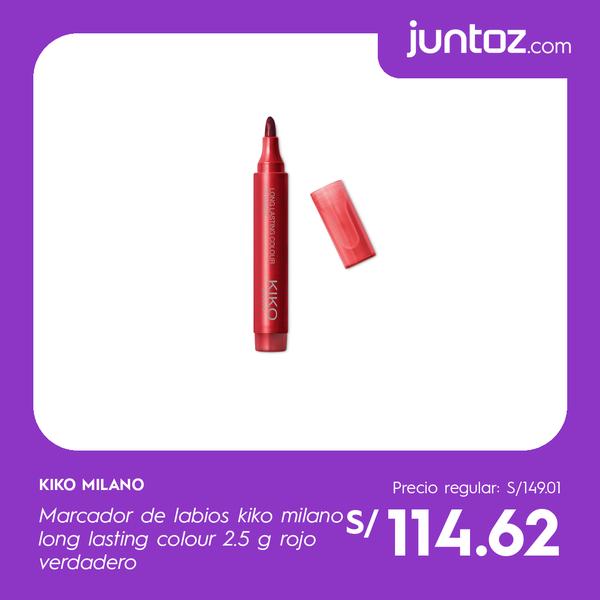 juntoz.com
LONG LASTING COLOUR
KIKO
KIKO MILANO
Precio regular: S/149.01
Marcador de labios kiko milano
long lasting colour 2.5 g rojo
verdadero
S/ 114.62